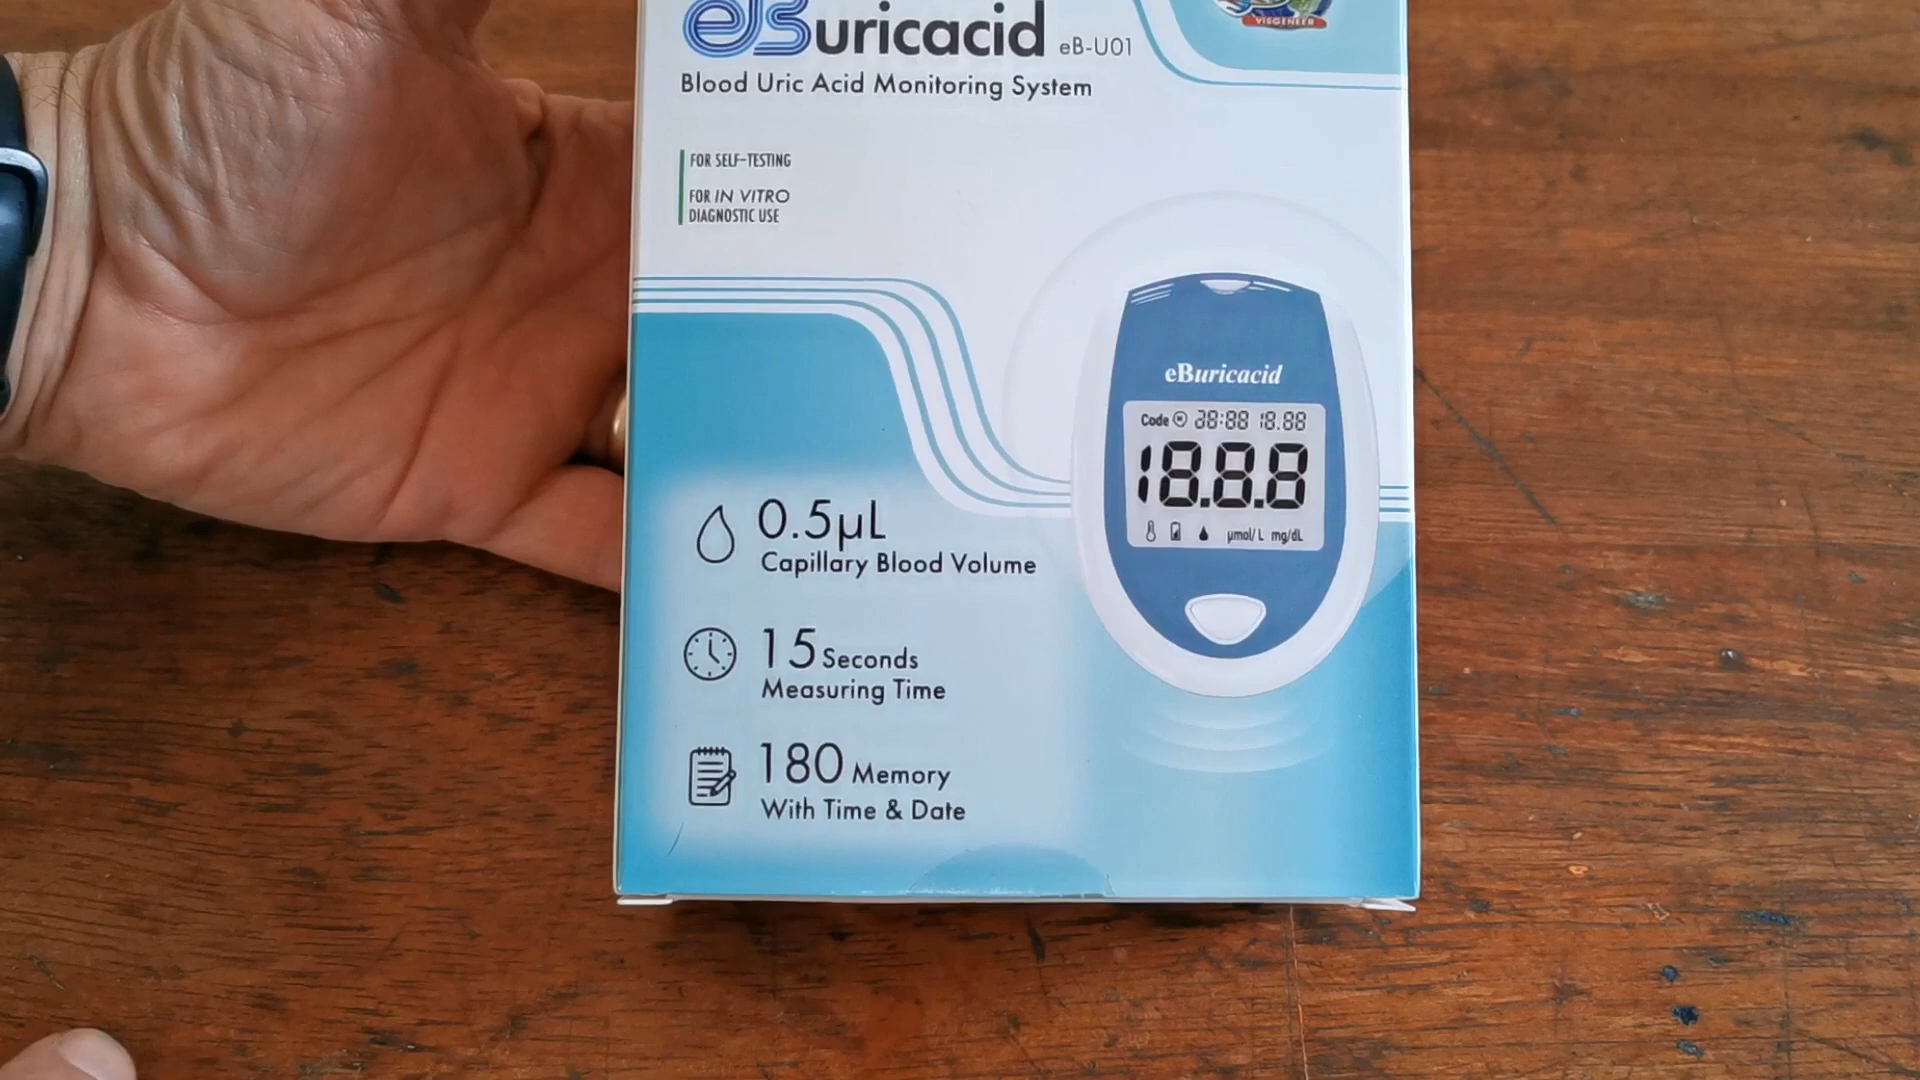 VISGENEER
eBuricacid eB-U01
Blood Uric Acid Monitoring System
FOR SELF-TESTING
FOR IN VITRO
DIAGNOSTIC USE
eBuricacid
Code M 38:88 18.88
18.8.8
µmol/L mg/dL
0.5µL
Capillary Blood Volume
15 Seconds
Measuring Time
180 Memory
With Time & Date